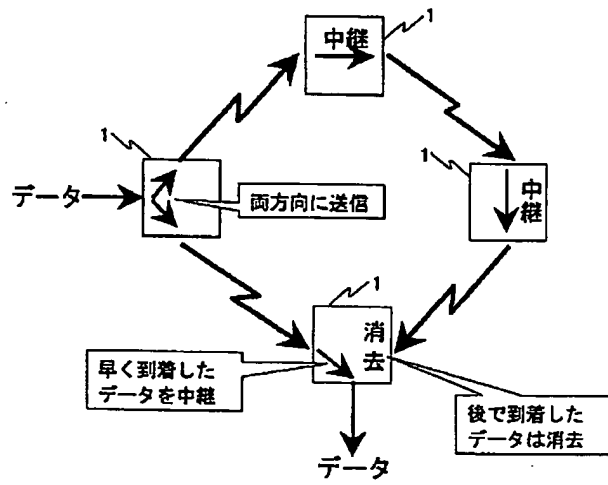 1
中継
1
1
データ
両方向に送信
中継
1
消去
早く到着した
データを中継
後で到着した
データは消去
データ